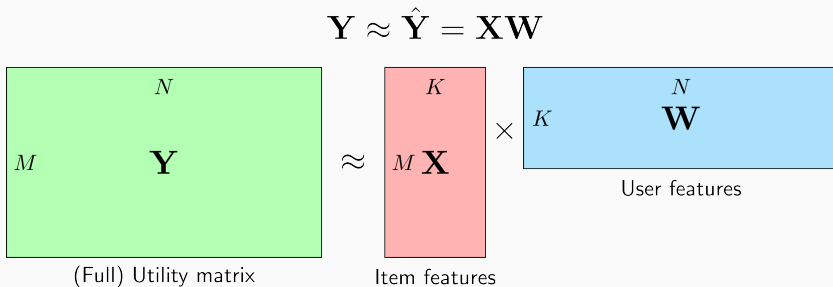 Y ≈ Ŷ = XW
N
M
Y
≈
K
M
X
×
N
K
W
User features
(Full) Utility matrix
Item features